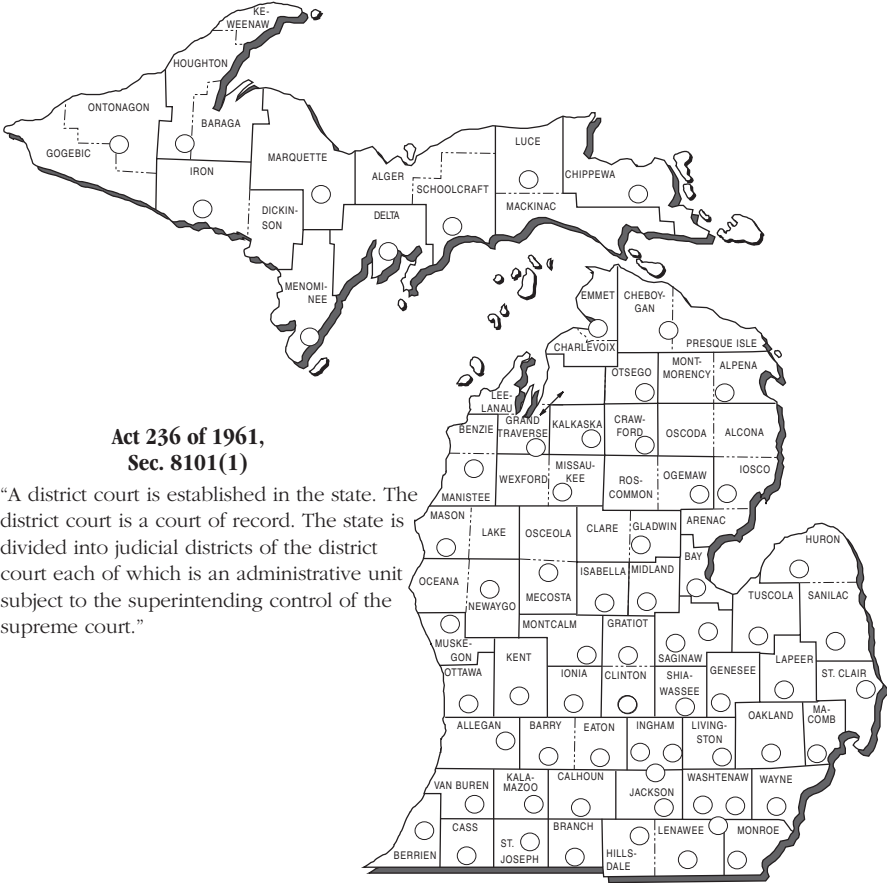 KE-
WEENAW
HOUGHTON
ONTONAGON
BARAGA
GOGEBIC
IRON
MARQUETTE
LUCE
CHIPPEWA
ALGER
SCHOOLCRAFT
MACKINAC
DICKIN-
SON
DELTA
MENOMI-
NEE
EMMET
CHEBOY-
GAN
CHARLEVOIX
PRESQUE ISLE
OTSEGO
MONT-
MORENCY
ALPENA
LEE-
LANAU
BENZIE
GRAND
TRAVERSE
KALKASKA
CRAW-
FORD
OSCODA
ALCONA
MANISTEE
WEXFORD
MISSAU-
KEE
ROS-
COMMON
OGEMAW
IOSCO
Act 236 of 1961,
Sec. 8101(1)
“A district court is established in the state. The
district court is a court of record. The state is
divided into judicial districts of the district
court each of which is an administrative unit
subject to the superintending control of the
supreme court.”
MASON
LAKE
OSCEOLA
CLARE
GLADWIN
ARENAC
HURON
OCEANA
NEWAYGO
MECOSTA
ISABELLA
MIDLAND
BAY
TUSCOLA
SANILAC
MUSKE-
GON
MONTCALM
GRATIOT
SAGINAW
OTTAWA
KENT
IONIA
CLINTON
SHIA-
WASSEE
GENESEE
LAPEER
ST. CLAIR
ALLEGAN
BARRY
EATON
INGHAM
LIVING-
STON
OAKLAND
MA-
COMB
VAN BUREN
KALA-
MAZOO
CALHOUN
JACKSON
WASHTENAW
WAYNE
BERRIEN
CASS
ST.
JOSEPH
BRANCH
HILLS-
DALE
LENAWEE
MONROE